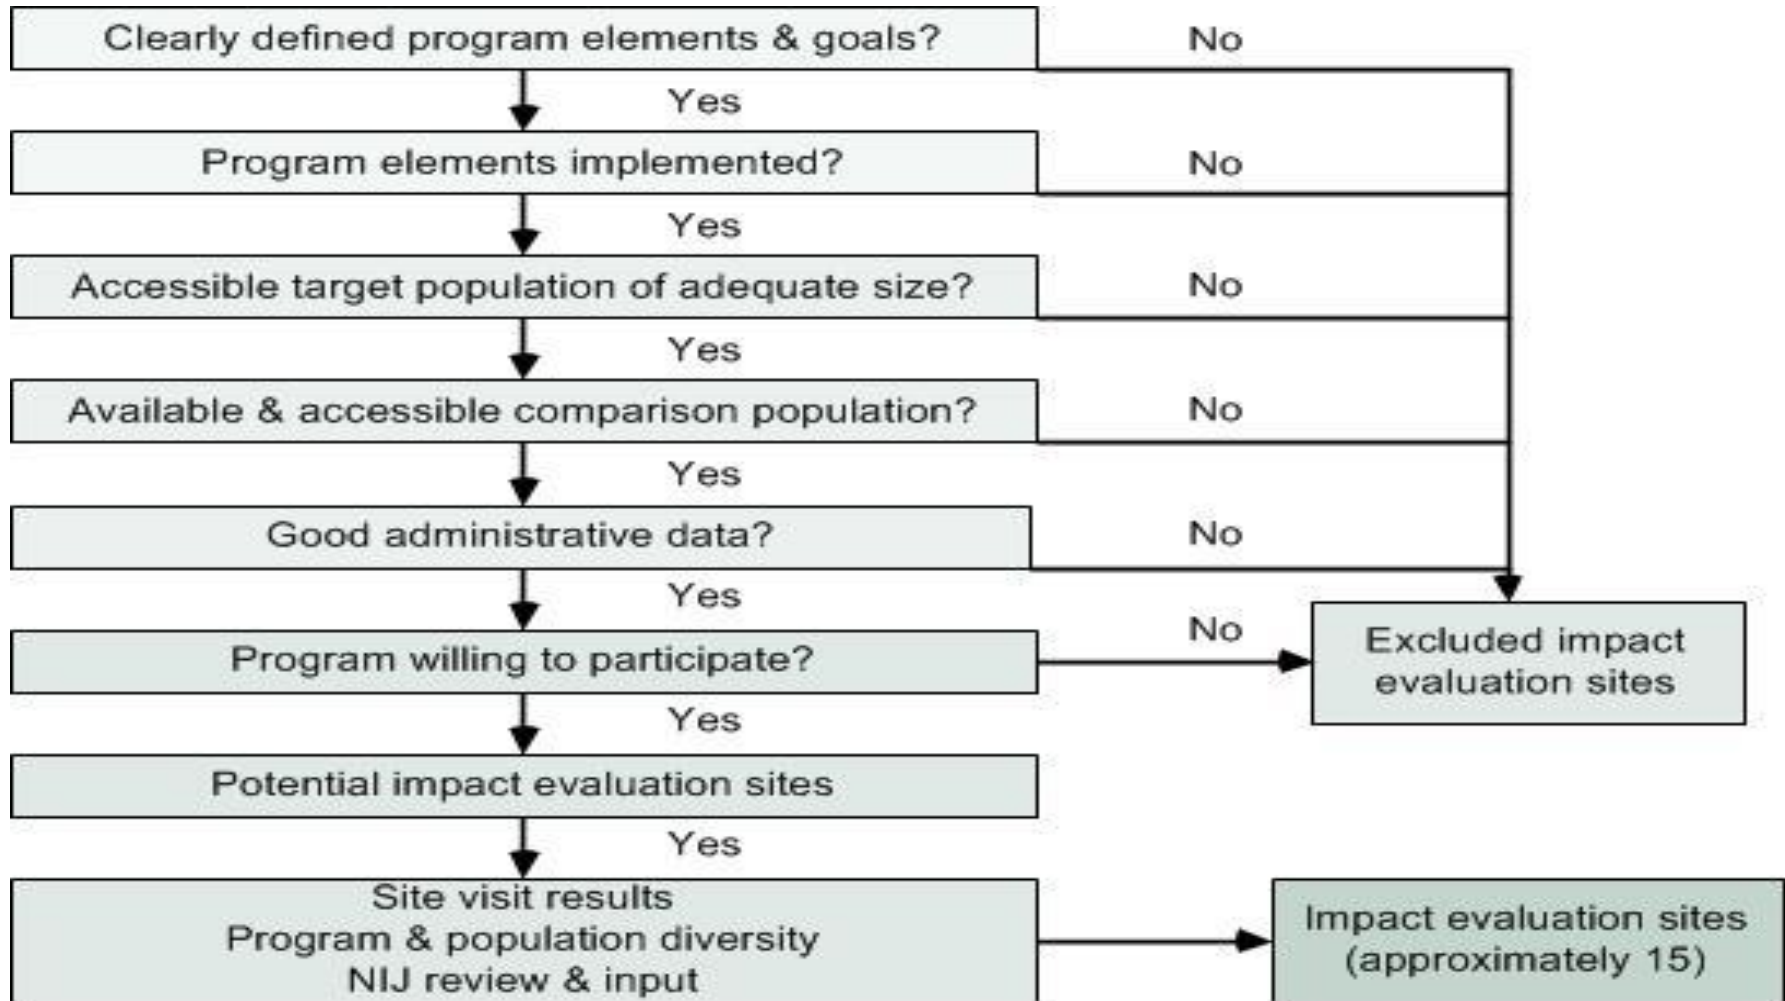 Clearly defined program elements & goals?
No
Yes
Program elements implemented?
No
Yes
Accessible target population of adequate size?
No
Yes
Available & accessible comparison population?
No
Yes
Good administrative data?
No
Yes
Program willing to participate?
No
Excluded impact
evaluation sites
Yes
Potential impact evaluation sites
Yes
Site visit results
Program & population diversity
NIJ review & input
Impact evaluation sites
(approximately 15)